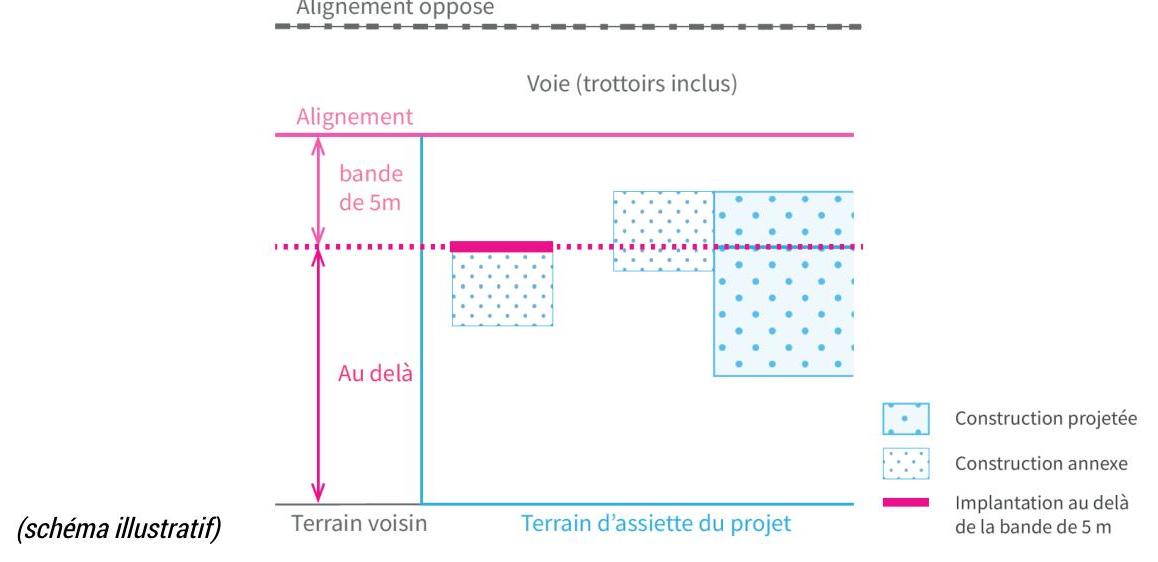 Alignement opposé
Voie (trottoirs inclus)
Alignement
bande
de 5m
Au delà
Construction projetée
Construction annexe
Implantation au delà
de la bande de 5 m
(schéma illustratif)
Terrain voisin
Terrain d’assiette du projet